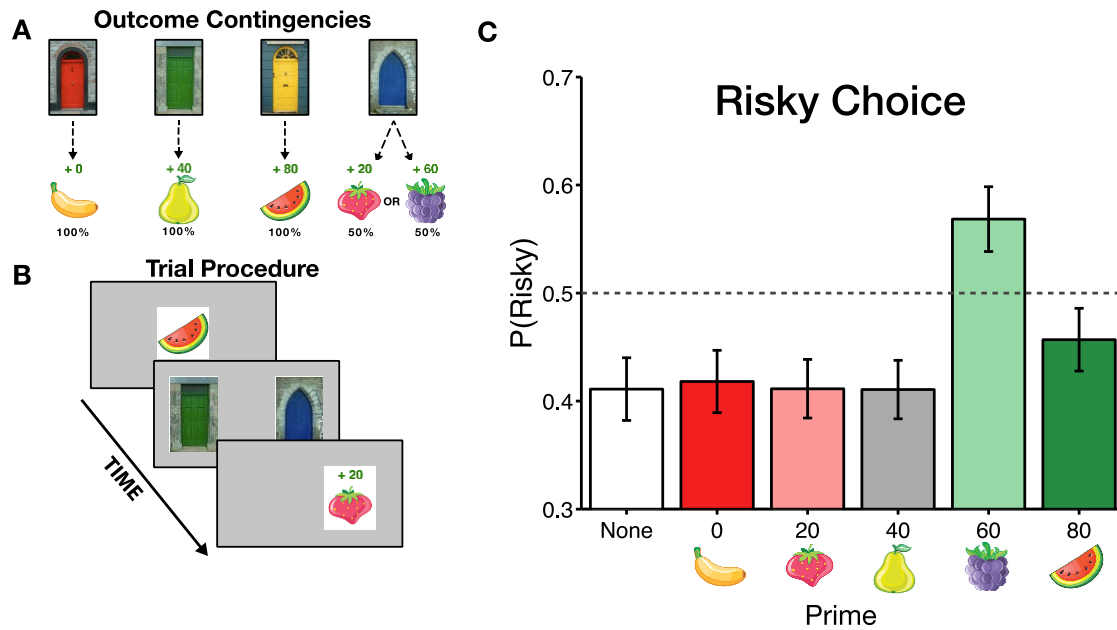 A
Outcome Contingencies
+ 0
+ 40
+ 80
+ 20
+ 60
OR
100%
100%
100%
50%
50%
B
Trial Procedure
+ 20
TIME
C
Risky Choice
P(Risky)
0.7
0.6
0.5
0.4
0.3
None
0
20
40
60
80
Prime